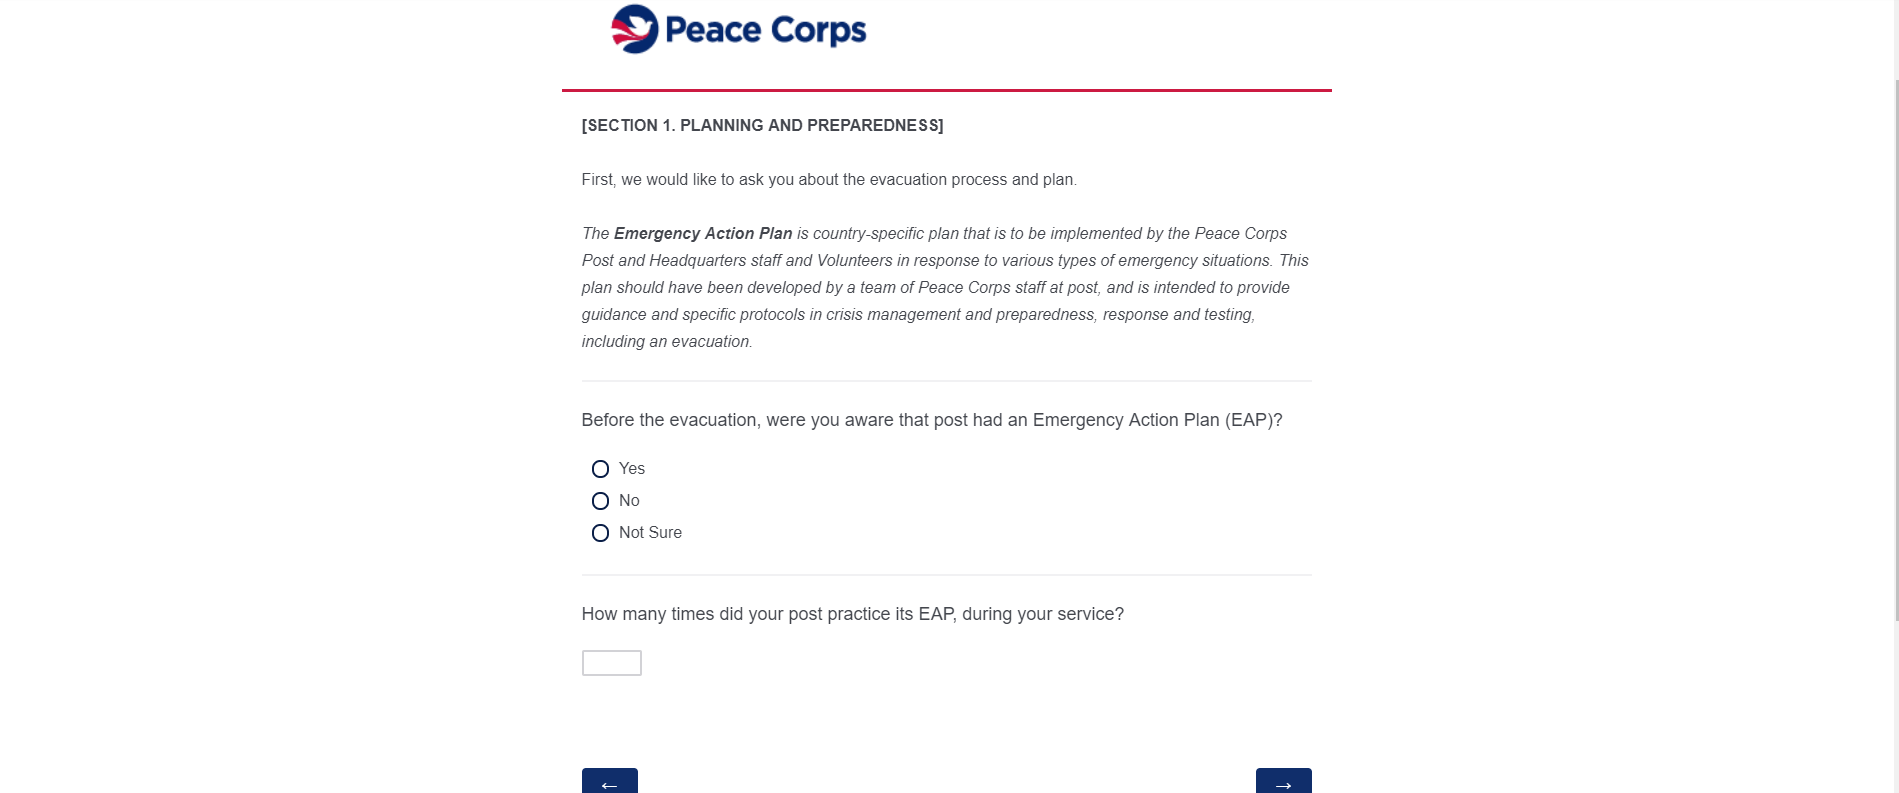 Peace Corps
[SECTION 1. PLANNING AND PREPAREDNESS]
First, we would like to ask you about the evacuation process and plan.
The Emergency Action Plan is country-specific plan that is to be implemented by the Peace Corps
Post and Headquarters staff and Volunteers in response to various types of emergency situations. This
plan should have been developed by a team of Peace Corps staff at post, and is intended to provide
guidance and specific protocols in crisis management and preparedness, response and testing,
including an evacuation.
Before the evacuation, were you aware that post had an Emergency Action Plan (EAP)?
Yes
No
Not Sure
How many times did your post practice its EAP, during your service?
← →